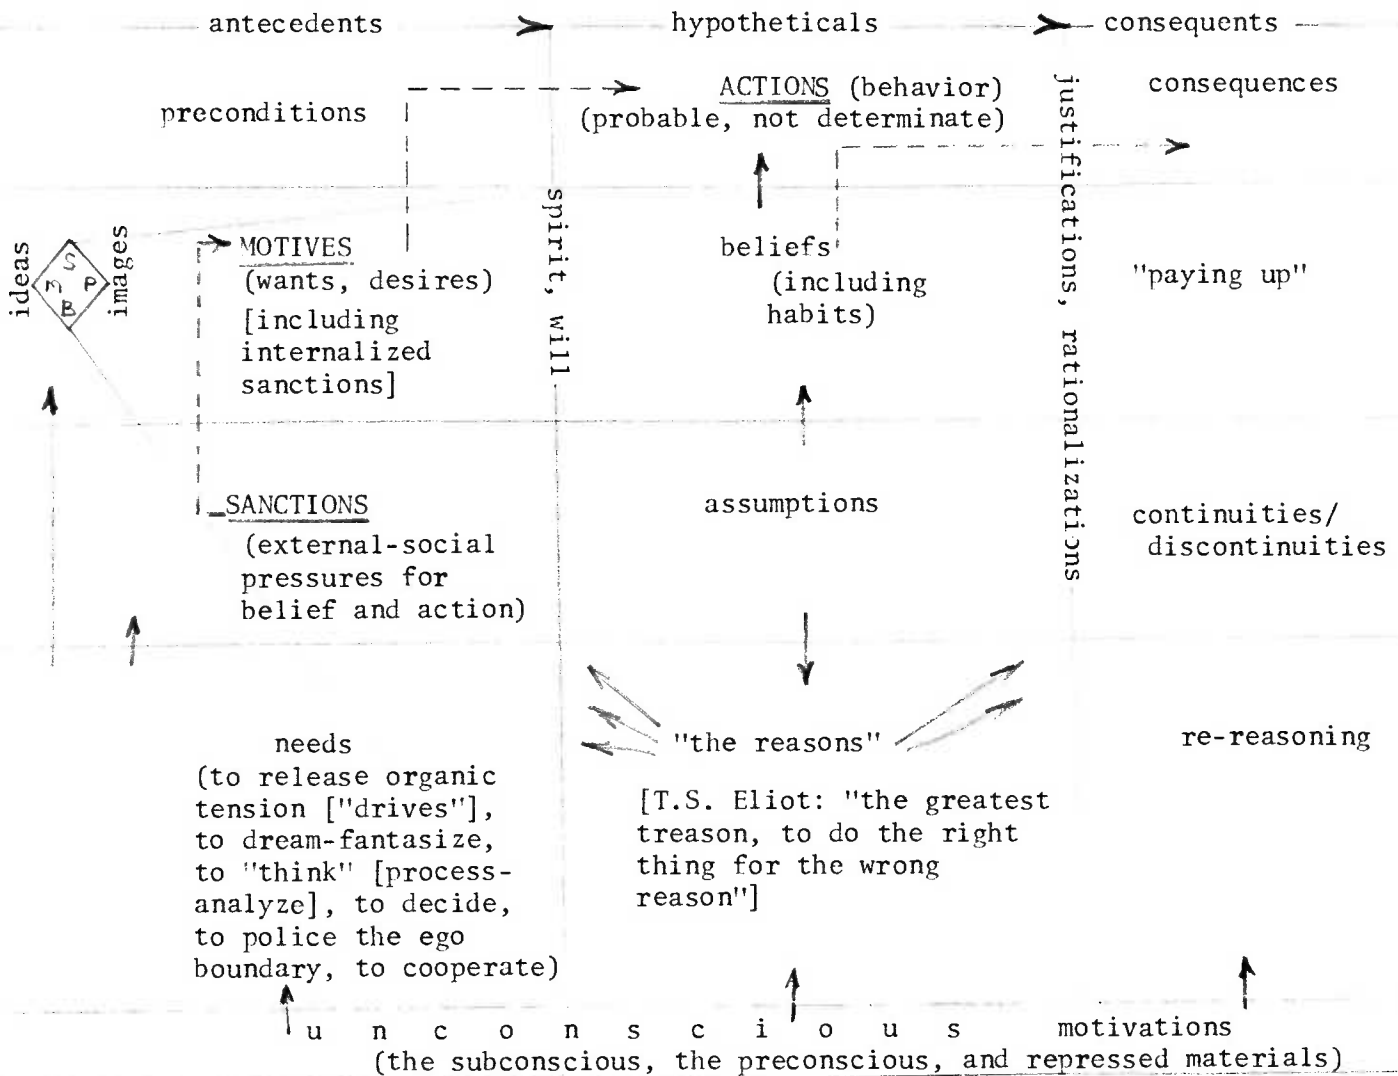 antecedents hypotheticals consequents
preconditions
ACTIONS (behavior)
(probable, not determinate)
consequences
ideas
images
S
M P
B
MOTIVES
(wants, desires)
[including
internalized
sanctions]
spirit, will
beliefs
(including
habits)
justifications, rationalizations
"paying up"
SANCTIONS
(external-social
pressures for
belief and action)
assumptions
continuities/
discontinuities
needs
(to release organic
tension ["drives"],
to dream-fantasize,
to "think" [process-
analyze], to decide,
to police the ego
boundary, to cooperate)
"the reasons"
[T.S. Eliot: "the greatest
treason, to do the right
thing for the wrong
reason"]
re-reasoning
u n c o n s c i o u s motivations
(the subconscious, the preconscious, and repressed materials)